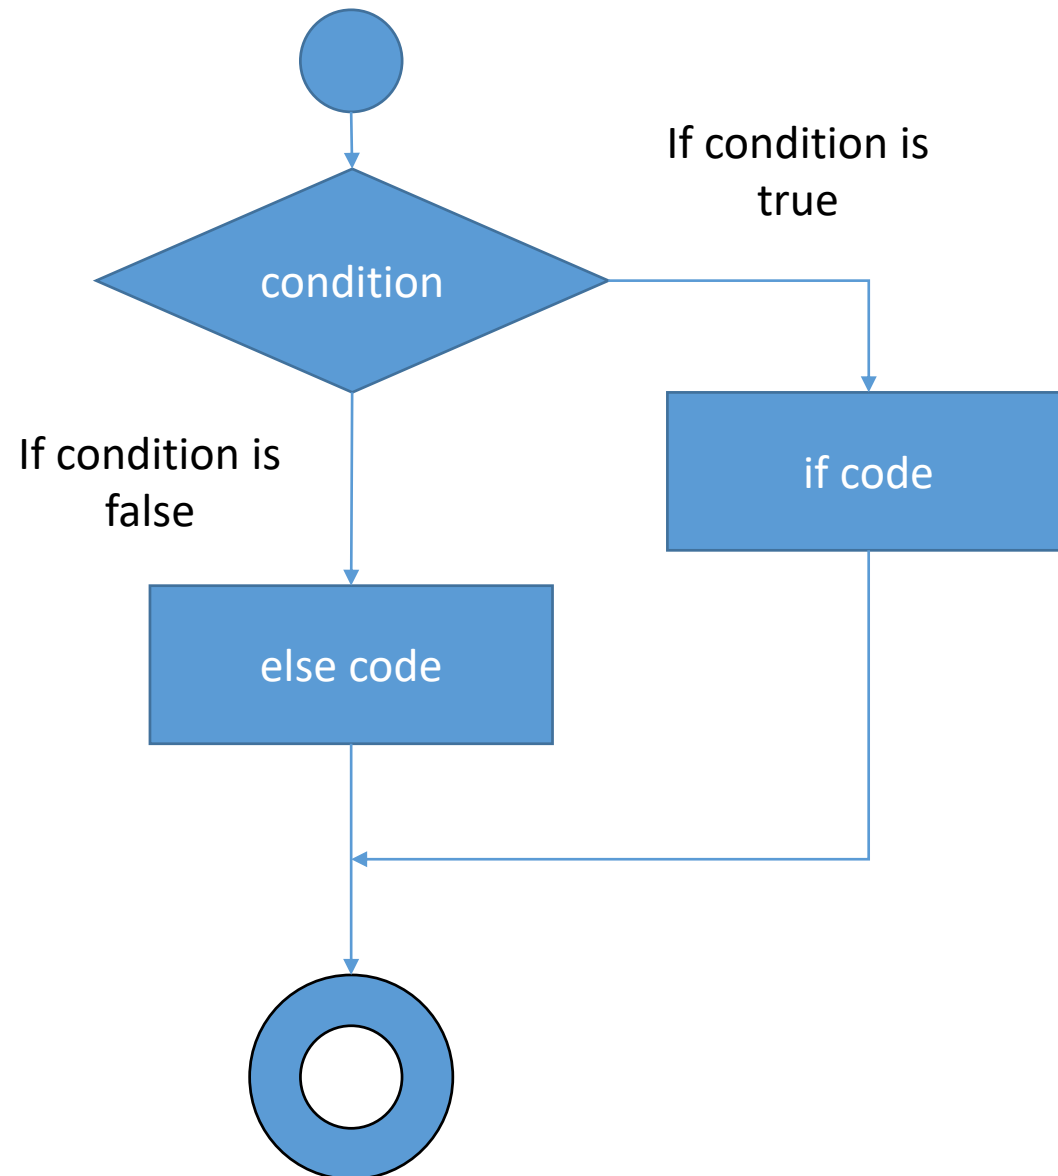 If condition is
true
condition
If condition is
false
if code
else code